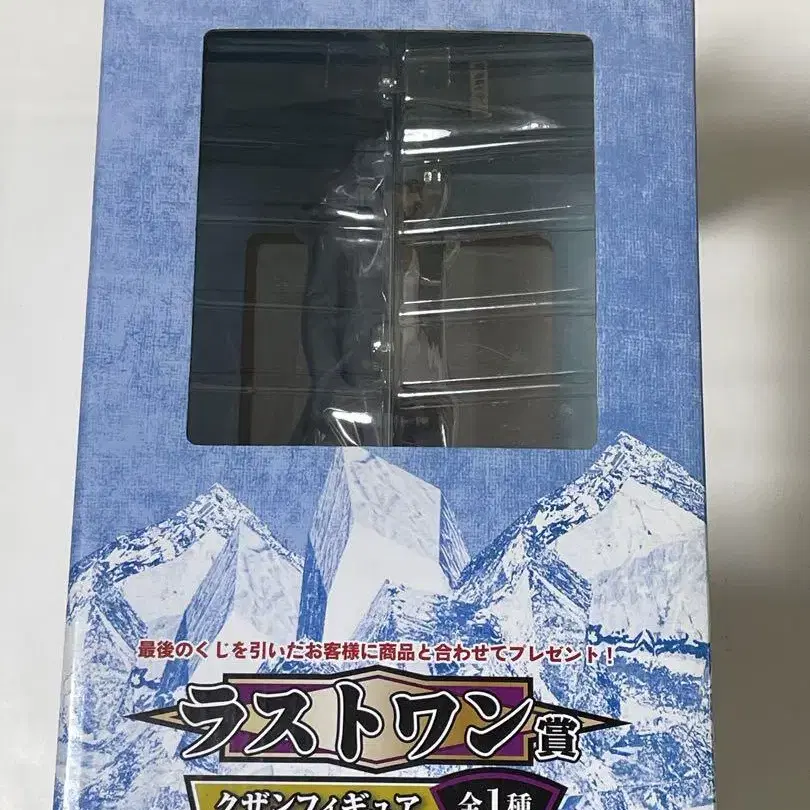 最後のくじを引いたお客様に商品と合わせてプレゼント!
ラストワン賞
クザンフィギュア 全1種